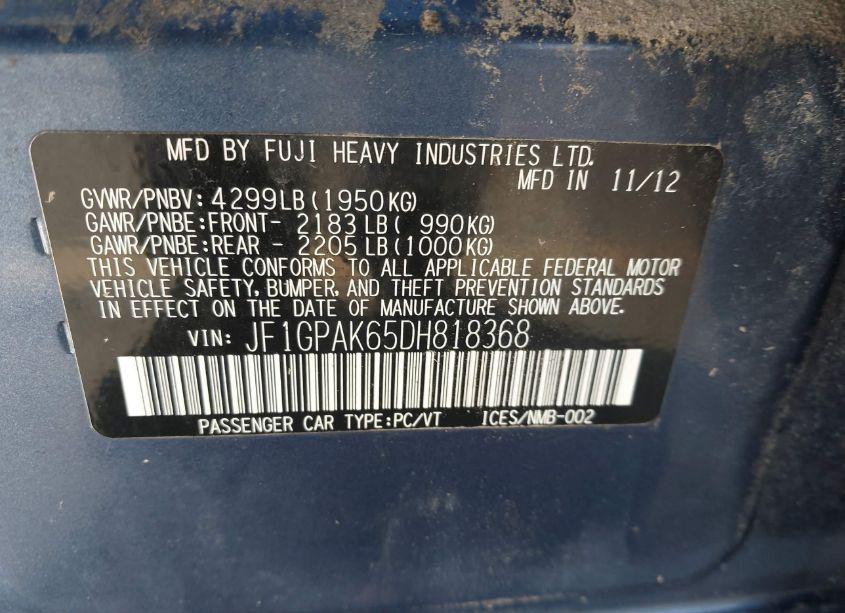 MFD BY FUJI HEAVY INDUSTRIES LTD.
MFD IN 11/12
GVWR/PNBV: 4299LB (1950KG)
GAWR/PNBE:FRONT- 2183 LB ( 990KG)
GAWR/PNBE:REAR - 2205 LB (1000KG)
THIS VEHICLE CONFORMS TO ALL APPLICABLE FEDERAL MOTOR
VEHICLE SAFETY, BUMPER, AND THEFT PREVENTION STANDARDS
IN EFFECT ON THE DATE OF MANUFACTURE SHOWN ABOVE.
VIN: JF1GPAK65DH818368
PASSENGER CAR TYPE:PC/VT ICES/NMB-002